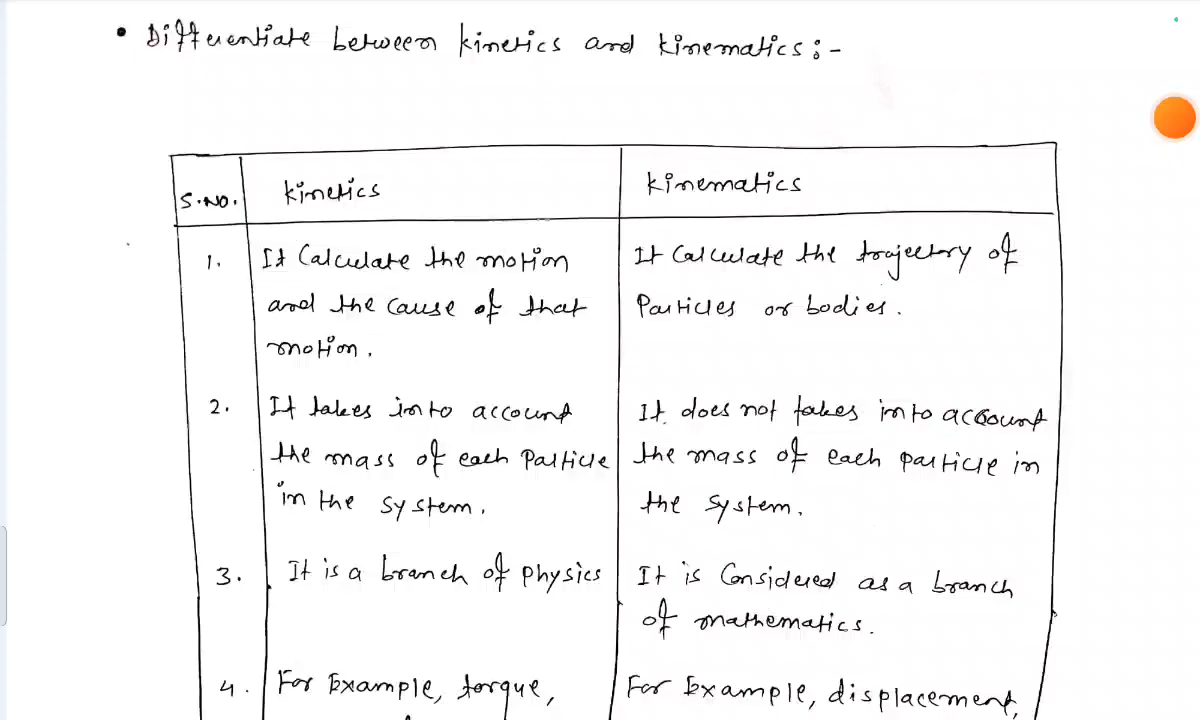 • Differentiate between kinetics and kinematics:-
S.NO. kinetics kinematics
1. It Calculate the motion It Calculate the trajectory of
and the cause of that Particles or bodies.
motion.
2. It takes into account It does not takes into account
the mass of each Particle the mass of each particle in
in the system. the system.
3. It is a branch of Physics It is Considered as a branch
of mathematics.
4. For Example, torque, For Example, displacement,